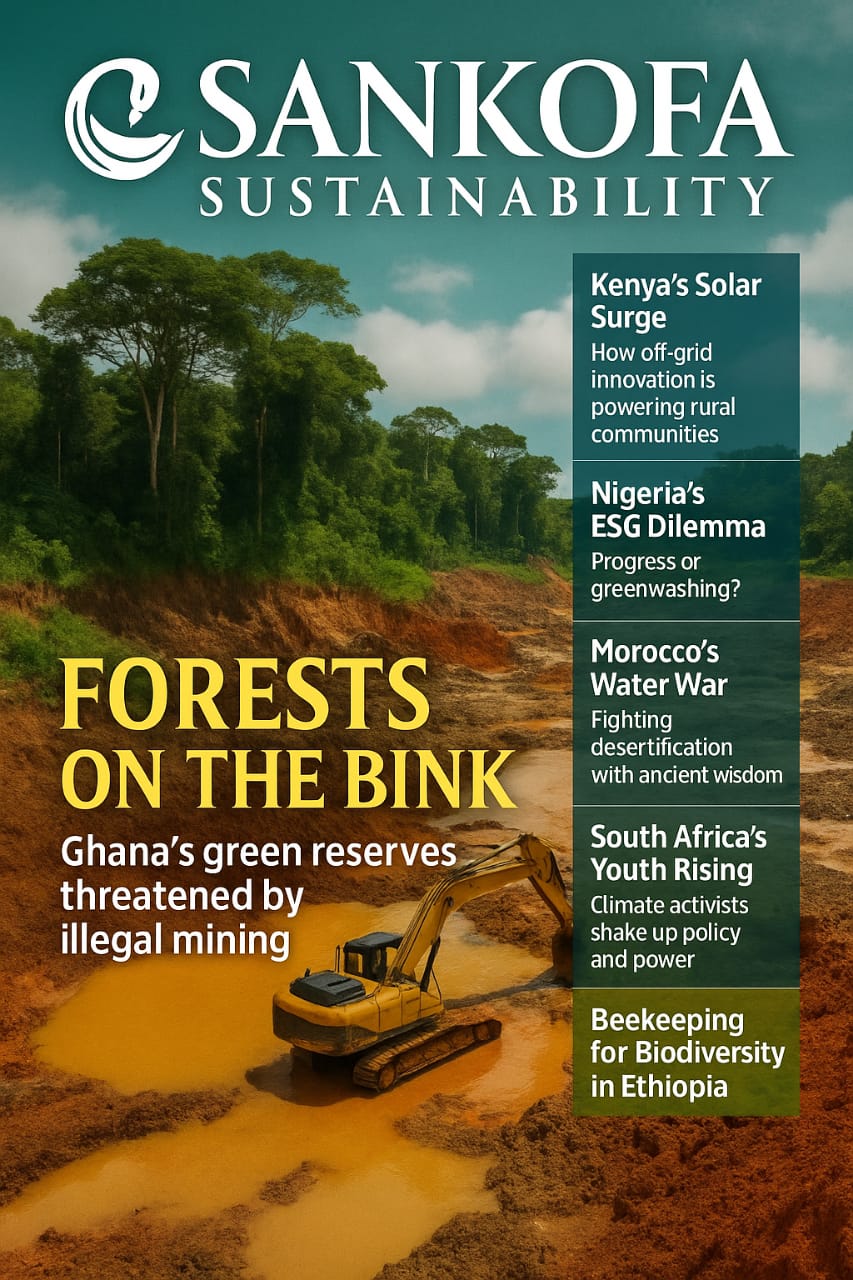 SANKOFA
SUSTAINABILITY
Kenya's Solar
Surge
How off-grid
innovation is
powering rural
communities
Nigeria's
ESG Dilemma
Progress or
greenwashing?
Morocco's
Water War
Fighting
desertification
with ancient wisdom
South Africa's
Youth Rising
Climate activists
shake up policy
and power
Beekeeping
for Biodiversity
in Ethiopia
FORESTS
ON THE BINK
Ghana's green reserves
threatened by
illegal mining